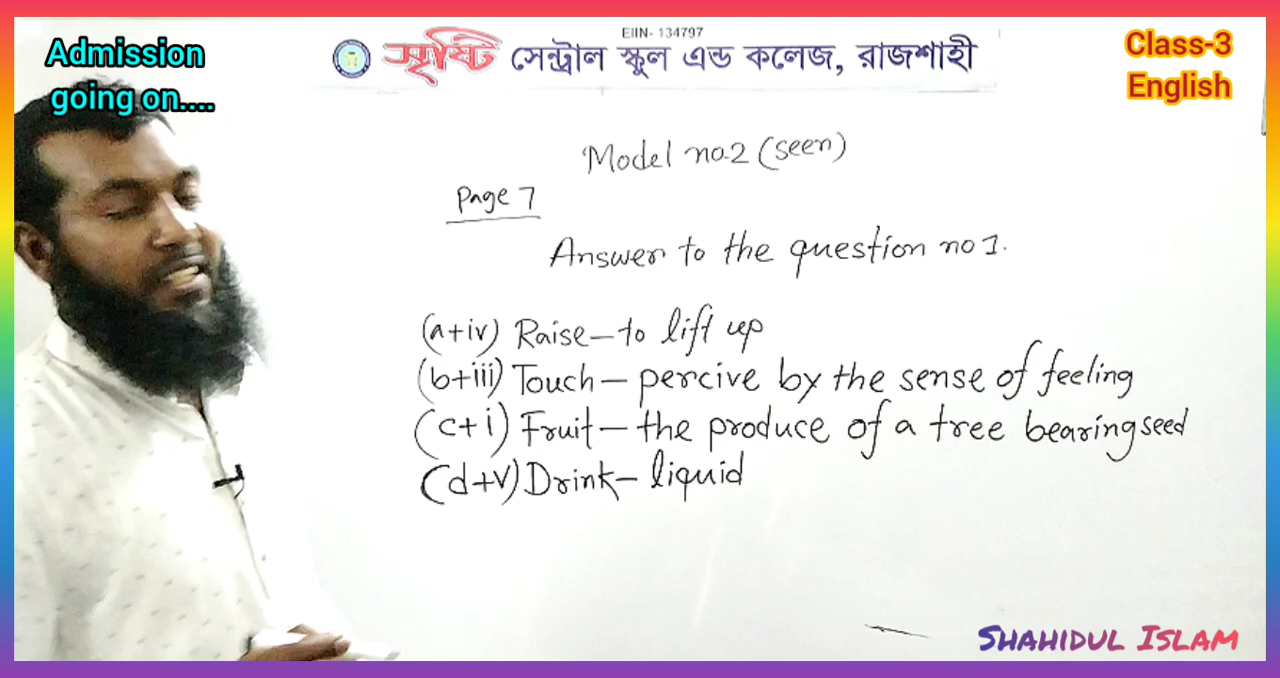 Admission
going on....
EIIN- 134797
সৃষ্টি সেন্ট্রাল স্কুল এন্ড কলেজ, রাজশাহী
Class-3
English
Model no.2 (seen)
Page 7
Answer to the question no 1.
(a+iv) Raise – to lift up
(b+iii) Touch – percive by the sense of feeling
(c+i) Fruit – the produce of a tree bearing seed
(d+v) Drink – liquid
SHAHIDUL ISLAM